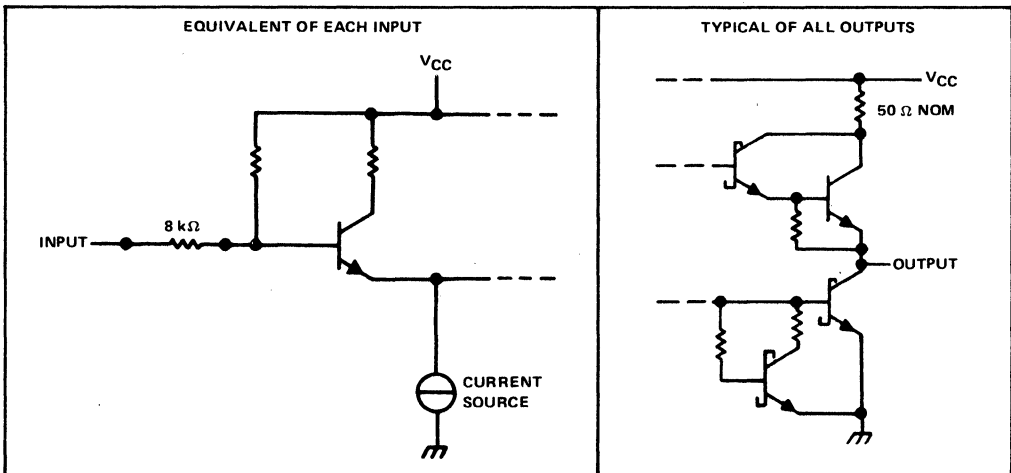 EQUIVALENT OF EACH INPUT
VCC
8 kΩ
INPUT
CURRENT
SOURCE
TYPICAL OF ALL OUTPUTS
VCC
50 Ω NOM
OUTPUT